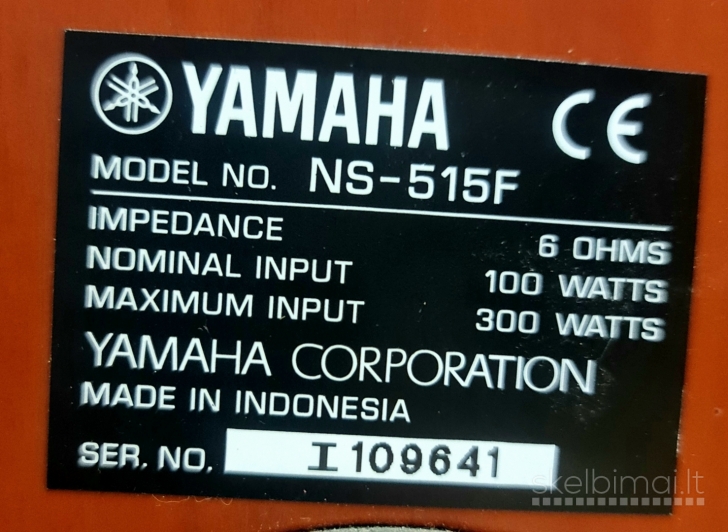 YAMAHA CE
MODEL NO. NS-515F
IMPEDANCE 6 OHMS
NOMINAL INPUT 100 WATTS
MAXIMUM INPUT 300 WATTS
YAMAHA CORPORATION
MADE IN INDONESIA
SER. NO. I 109641
skelbimai.lt